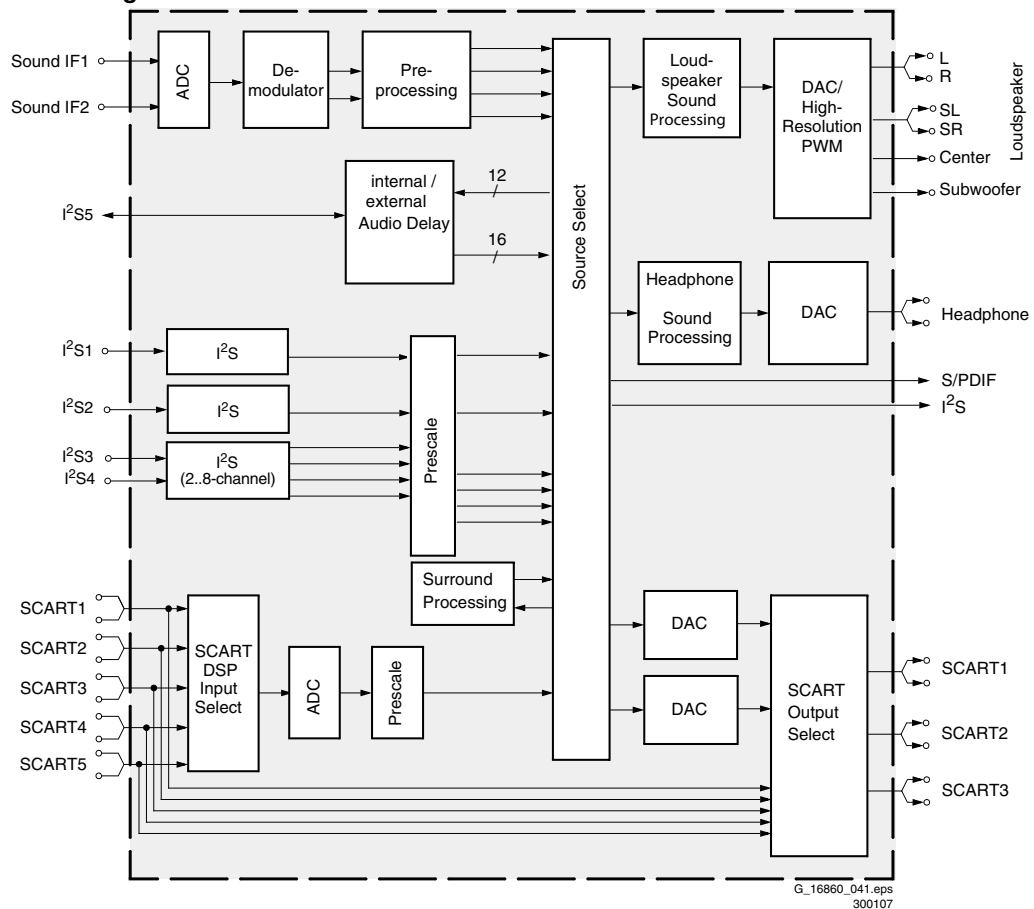 Sound IF1
Sound IF2
ADC
De-
modulator
Pre-
processing
Loud-
speaker
Sound
Processing
DAC/
High-
Resolution
PWM
L
R
SL
SR
Center
Subwoofer
Loudspeaker
I²S5
internal /
external
Audio Delay
12
16
Source Select
Headphone
Sound
Processing
DAC
Headphone
S/PDIF
I²S
I²S1
I²S
I²S2
I²S
I²S3
I²S4
I²S
(2..8-channel)
Prescale
Surround
Processing
SCART1
SCART2
SCART3
SCART4
SCART5
SCART
DSP
Input
Select
ADC
Prescale
DAC
DAC
SCART
Output
Select
SCART1
SCART2
SCART3
G_16860_041.eps
300107